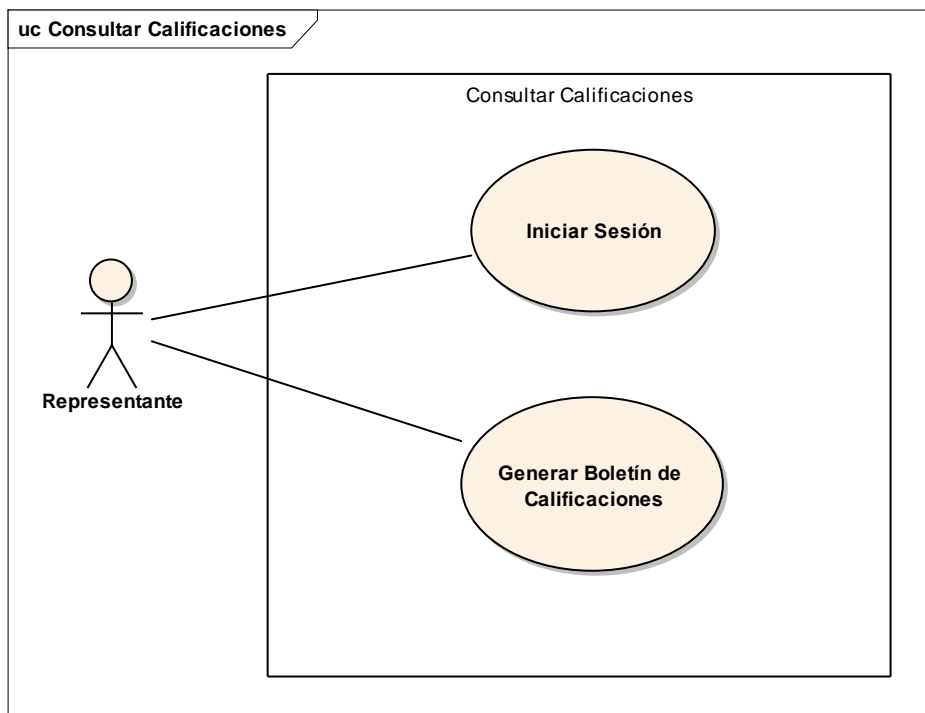 uc Consultar Calificaciones
Consultar Calificaciones
Iniciar Sesión
Representante
Generar Boletín de
Calificaciones